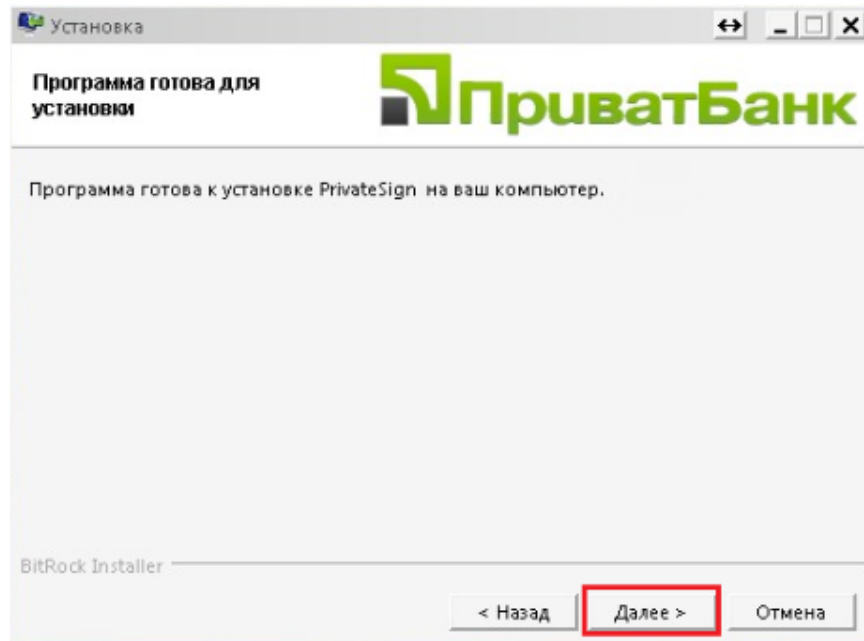 Установка
Программа готова для
установки
ПриватБанк
Программа готова к установке PrivateSign на ваш компьютер.
BitRock Installer
< Назад
Далее >
Отмена